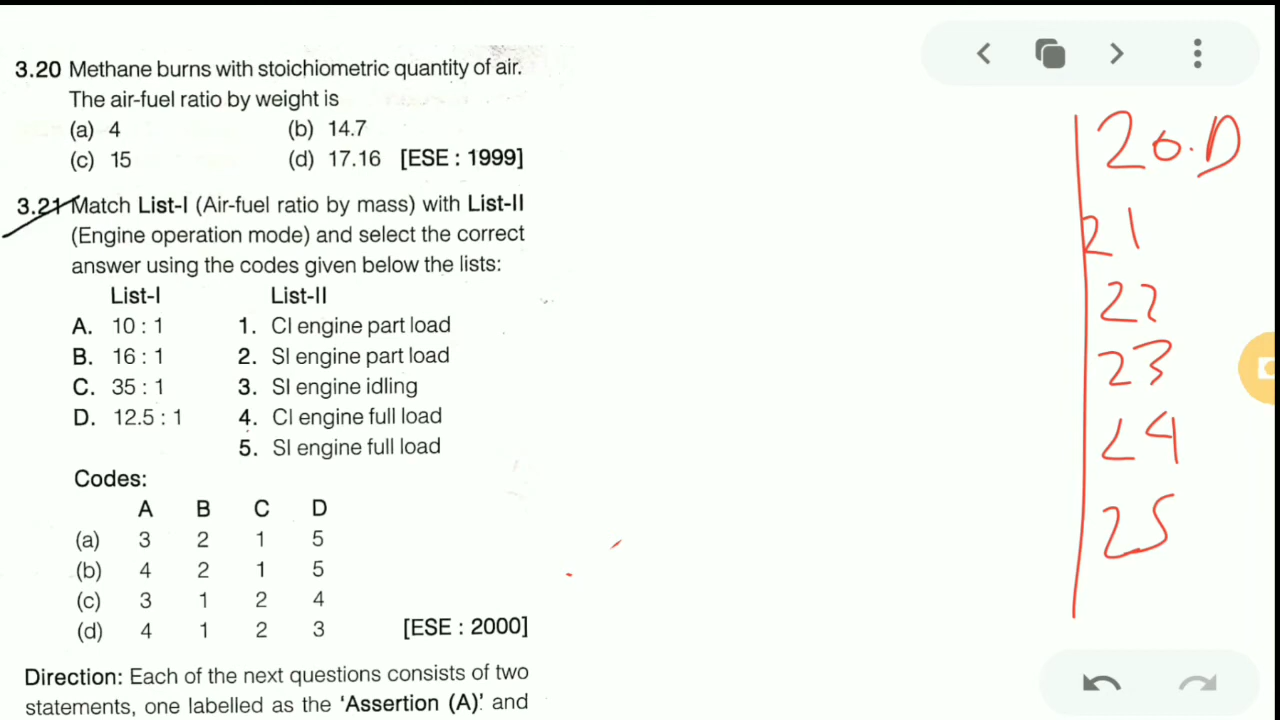 3.20 Methane burns with stoichiometric quantity of air.
The air-fuel ratio by weight is
(a) 4 (b) 14.7
(c) 15 (d) 17.16 [ESE : 1999]
3.21 Match List-I (Air-fuel ratio by mass) with List-II
(Engine operation mode) and select the correct
answer using the codes given below the lists:
List-I List-II
A. 10 : 1 1. CI engine part load
B. 16 : 1 2. SI engine part load
C. 35 : 1 3. SI engine idling
D. 12.5 : 1 4. CI engine full load
5. SI engine full load
Codes:
A B C D
(a) 3 2 1 5
(b) 4 2 1 5
(c) 3 1 2 4
(d) 4 1 2 3 [ESE : 2000]
Direction: Each of the next questions consists of two
statements, one labelled as the 'Assertion (A)' and
20. D
21
22
23
24
25